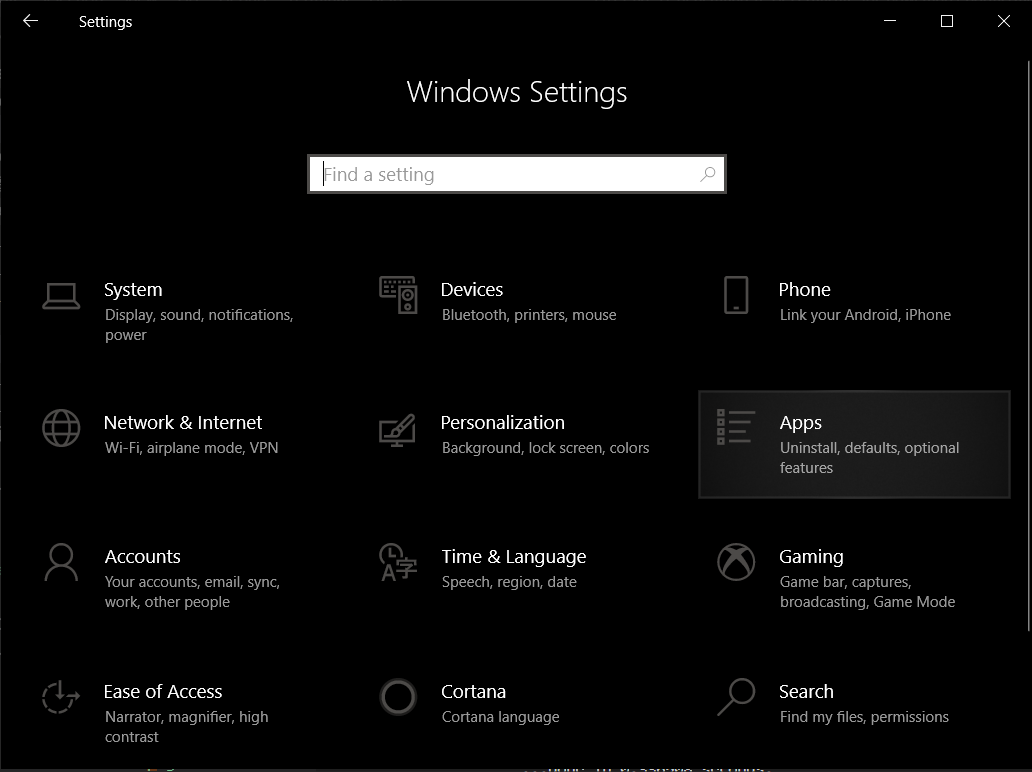 Settings
Windows Settings
Find a setting
System
Display, sound, notifications,
power
Devices
Bluetooth, printers, mouse
Phone
Link your Android, iPhone
Network & Internet
Wi-Fi, airplane mode, VPN
Personalization
Background, lock screen, colors
Apps
Uninstall, defaults, optional
features
Accounts
Your accounts, email, sync,
work, other people
Time & Language
Speech, region, date
Gaming
Game bar, captures,
broadcasting, Game Mode
Ease of Access
Narrator, magnifier, high
contrast
Cortana
Cortana language
Search
Find my files, permissions